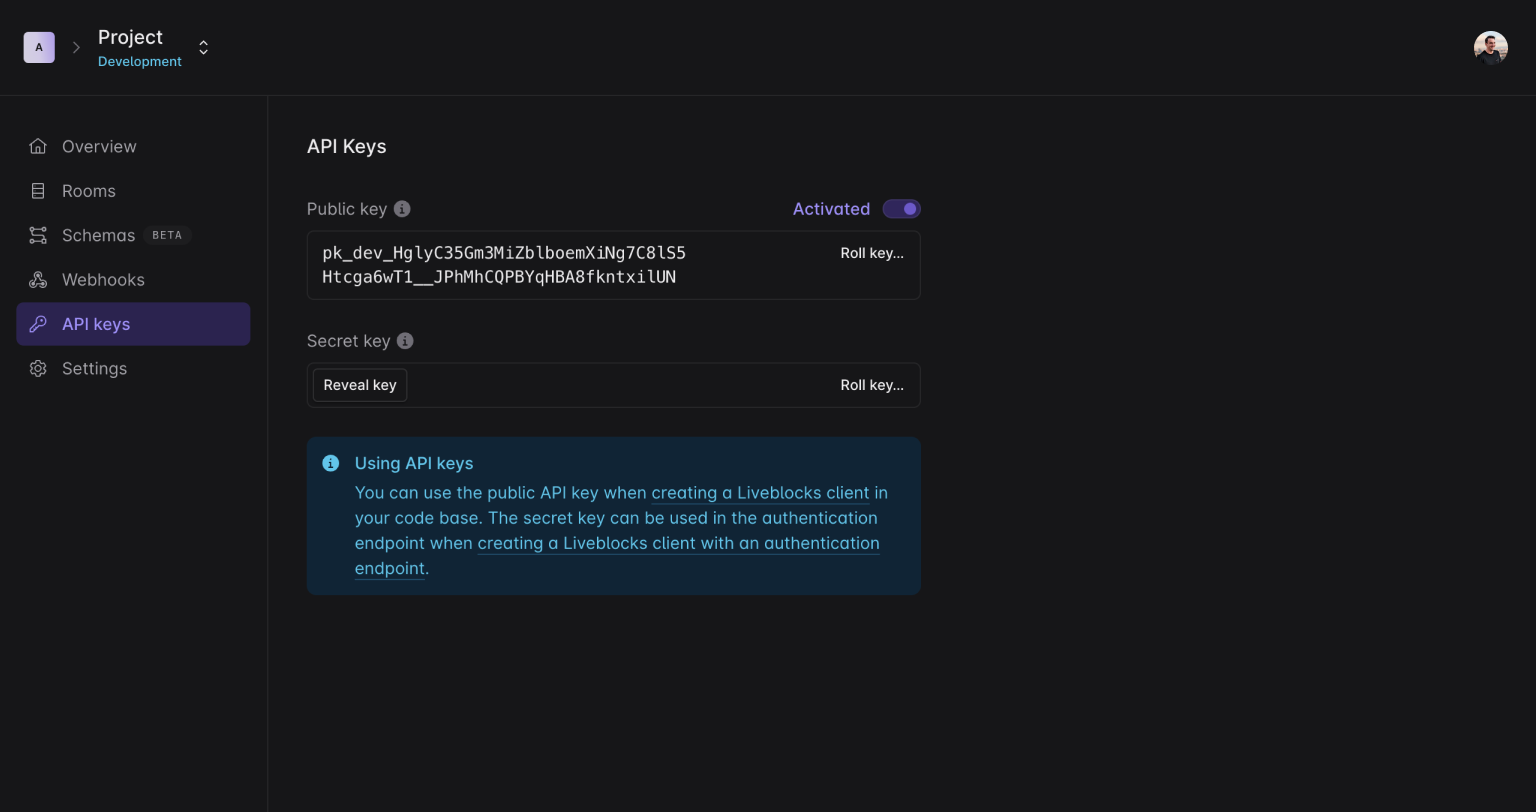 A
Project
Development
Overview
Rooms
Schemas BETA
Webhooks
API keys
Settings
API Keys
Public key
Activated
pk_dev_HglyC35Gm3MiZblboemXiNg7C8lS5
Htcga6wT1__JPhMhCQPBYqHBA8fkntxilUN
Roll key...
Secret key
Reveal key
Roll key...
Using API keys
You can use the public API key when creating a Liveblocks client in
your code base. The secret key can be used in the authentication
endpoint when creating a Liveblocks client with an authentication
endpoint.